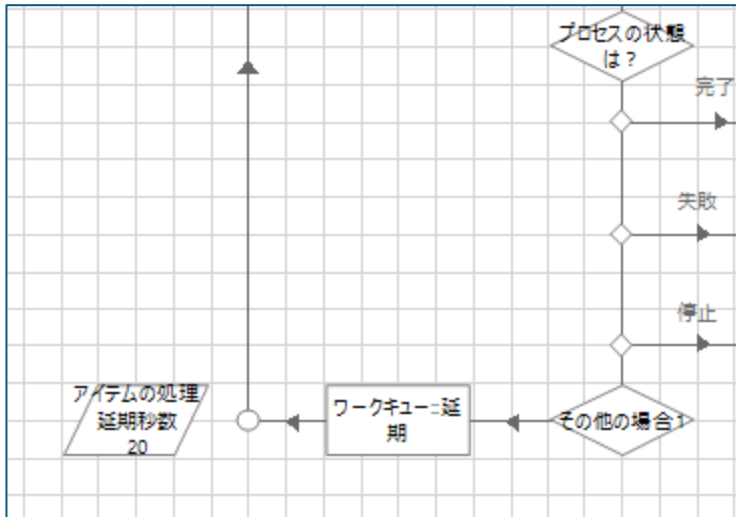 プロセスの状態
は？
完了
失敗
停止
アイテムの処理
延期秒数
20
ワークキュー::延
期
その他の場合1